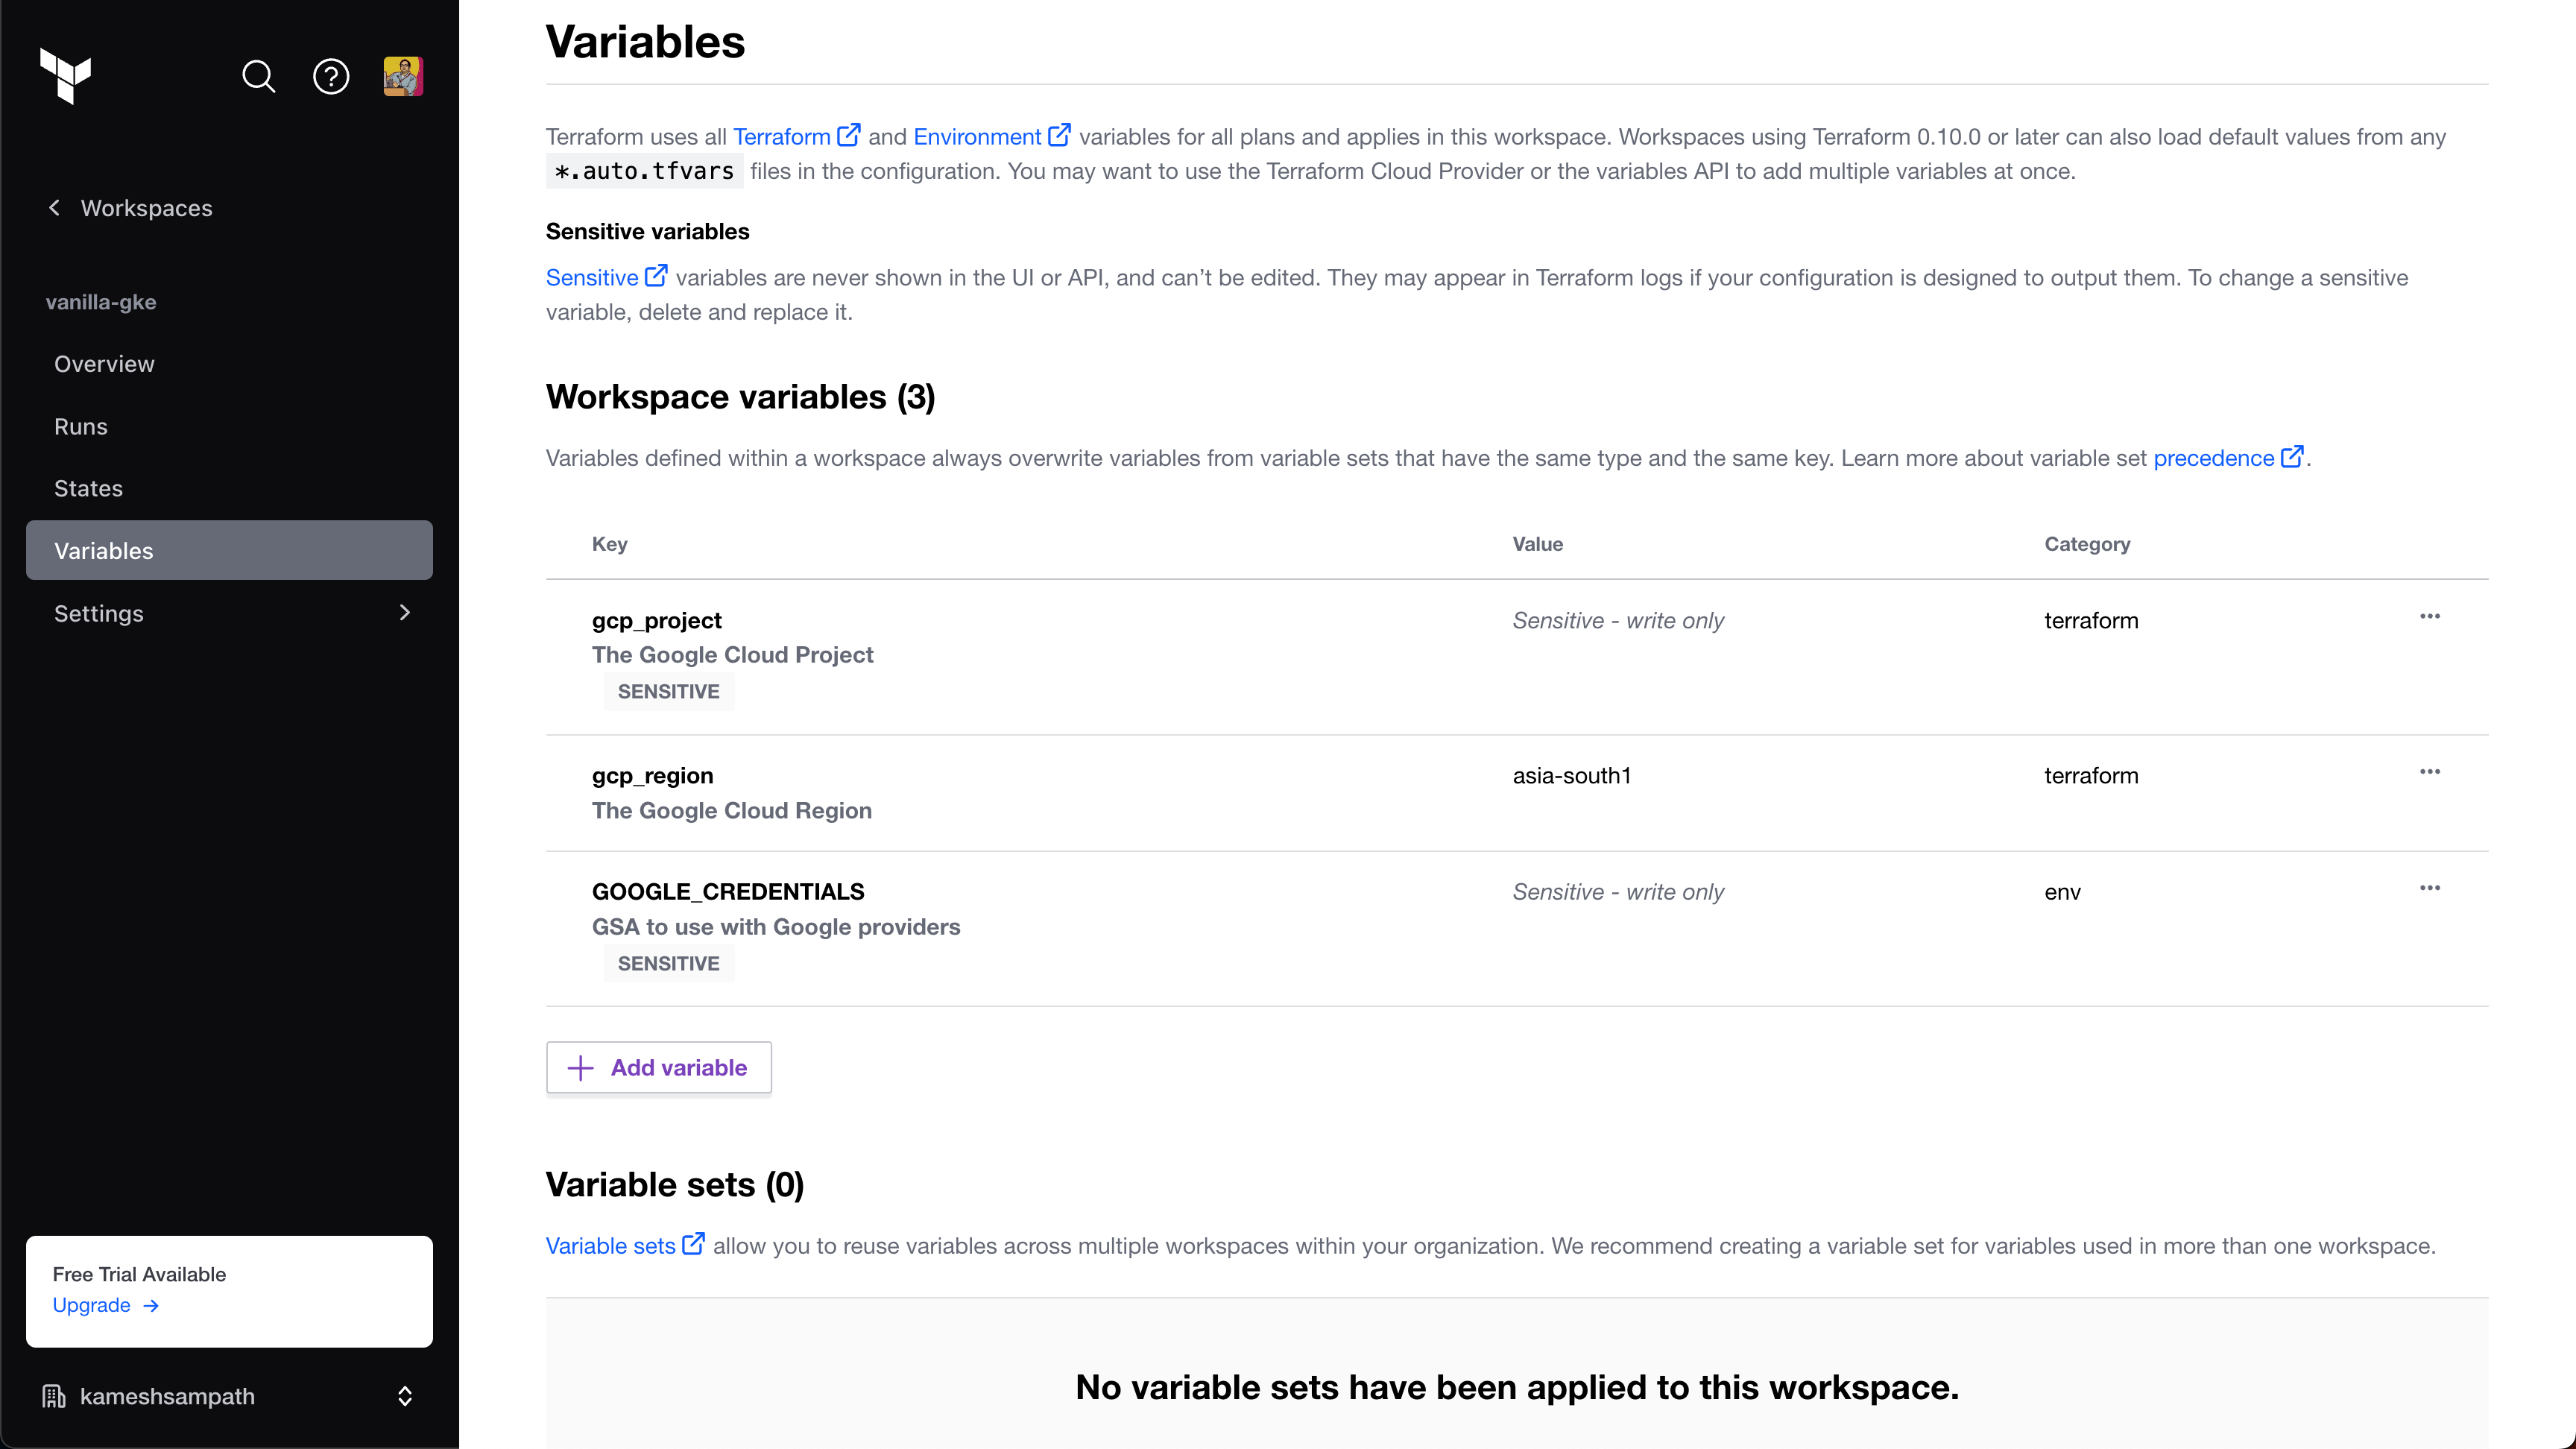 Workspaces
vanilla-gke
Overview
Runs
States
Variables
Settings
Free Trial Available
Upgrade
kameshsampath
Variables
Terraform uses all Terraform and Environment variables for all plans and applies in this workspace. Workspaces using Terraform 0.10.0 or later can also load default values from any
*.auto.tfvars files in the configuration. You may want to use the Terraform Cloud Provider or the variables API to add multiple variables at once.
Sensitive variables
Sensitive variables are never shown in the UI or API, and can’t be edited. They may appear in Terraform logs if your configuration is designed to output them. To change a sensitive
variable, delete and replace it.
Workspace variables (3)
Variables defined within a workspace always overwrite variables from variable sets that have the same type and the same key. Learn more about variable set precedence.
Key Value Category
gcp_project Sensitive - write only terraform
The Google Cloud Project
SENSITIVE
gcp_region asia-south1 terraform
The Google Cloud Region
GOOGLE_CREDENTIALS Sensitive - write only env
GSA to use with Google providers
SENSITIVE
Add variable
Variable sets (0)
Variable sets allow you to reuse variables across multiple workspaces within your organization. We recommend creating a variable set for variables used in more than one workspace.
No variable sets have been applied to this workspace.